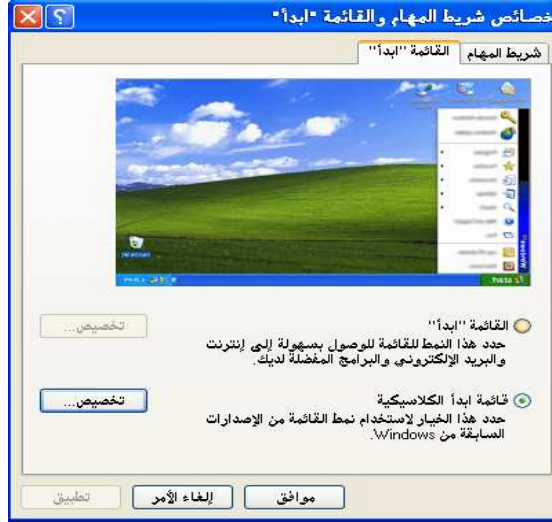 خصائص شريط المهام والقائمة "ابدأ"
شريط المهام
القائمة "ابدأ"
القائمة "ابدأ"
تخصيص...
حدد هذا النمط للقائمة للوصول بسهولة إلى إنترنت
والبريد الإلكتروني والبرامج المفضلة لديك.
قائمة ابدأ الكلاسيكية
تخصيص...
حدد هذا الخيار لاستخدام نمط القائمة من الإصدارات
السابقة من Windows.
موافق
إلغاء الأمر
تطبيق